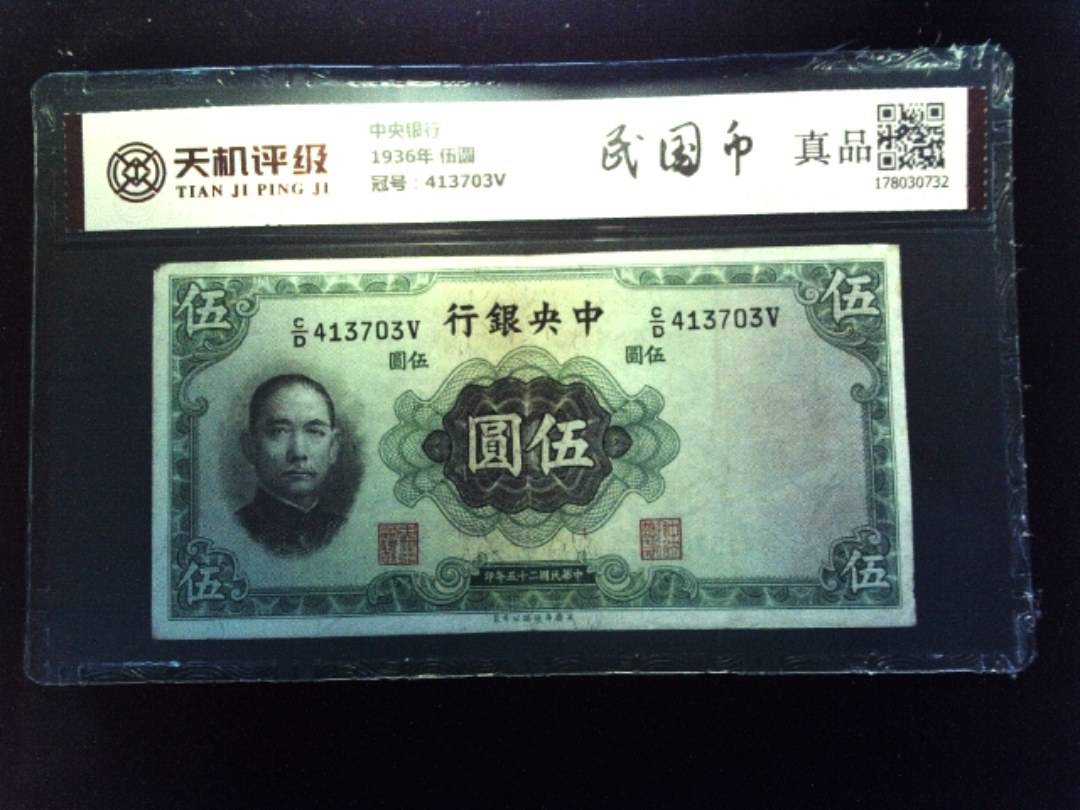 天机评级
TIAN JI PING JI
中央银行
1936年 伍圆
冠号：413703V
民国币
真品
178030732
伍
伍
C/D 413703V
行銀央中
C/D 413703V
圓伍
圓伍
圓伍
印年五十二國民華中
伍
伍